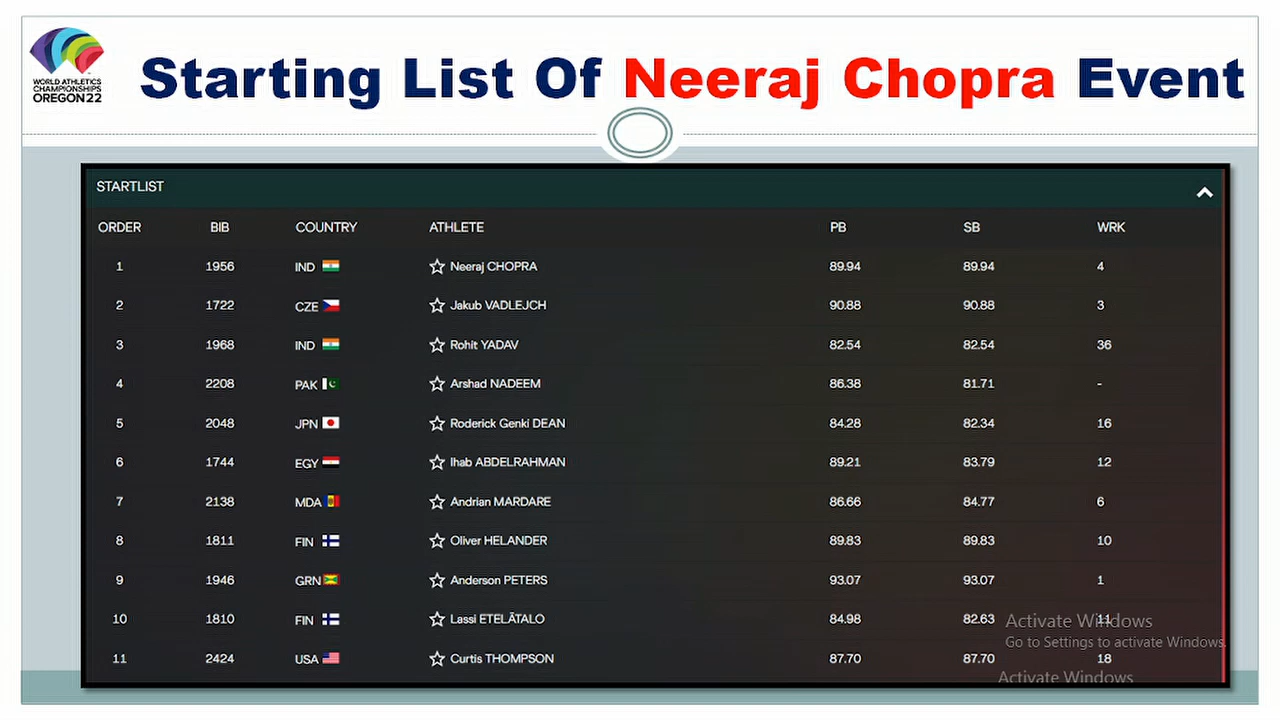 WORLD ATHLETICS
CHAMPIONSHIPS
OREGON22
Starting List Of Neeraj Chopra Event
STARTLIST
ORDER BIB COUNTRY ATHLETE PB SB WRK
1 1956 IND Neeraj CHOPRA 89.94 89.94 4
2 1722 CZE Jakub VADLEJCH 90.88 90.88 3
3 1968 IND Rohit YADAV 82.54 82.54 36
4 2208 PAK Arshad NADEEM 86.38 81.71 -
5 2048 JPN Roderick Genki DEAN 84.28 82.34 16
6 1744 EGY Ihab ABDELRAHMAN 89.21 83.79 12
7 2138 MDA Andrian MARDARE 86.66 84.77 6
8 1811 FIN Oliver HELANDER 89.83 89.83 10
9 1946 GRN Anderson PETERS 93.07 93.07 1
10 1810 FIN Lassi ETELÄTALO 84.98 82.63 11
11 2424 USA Curtis THOMPSON 87.70 87.70 18
Activate Windows
Go to Settings to activate Windows.
Activate Windows